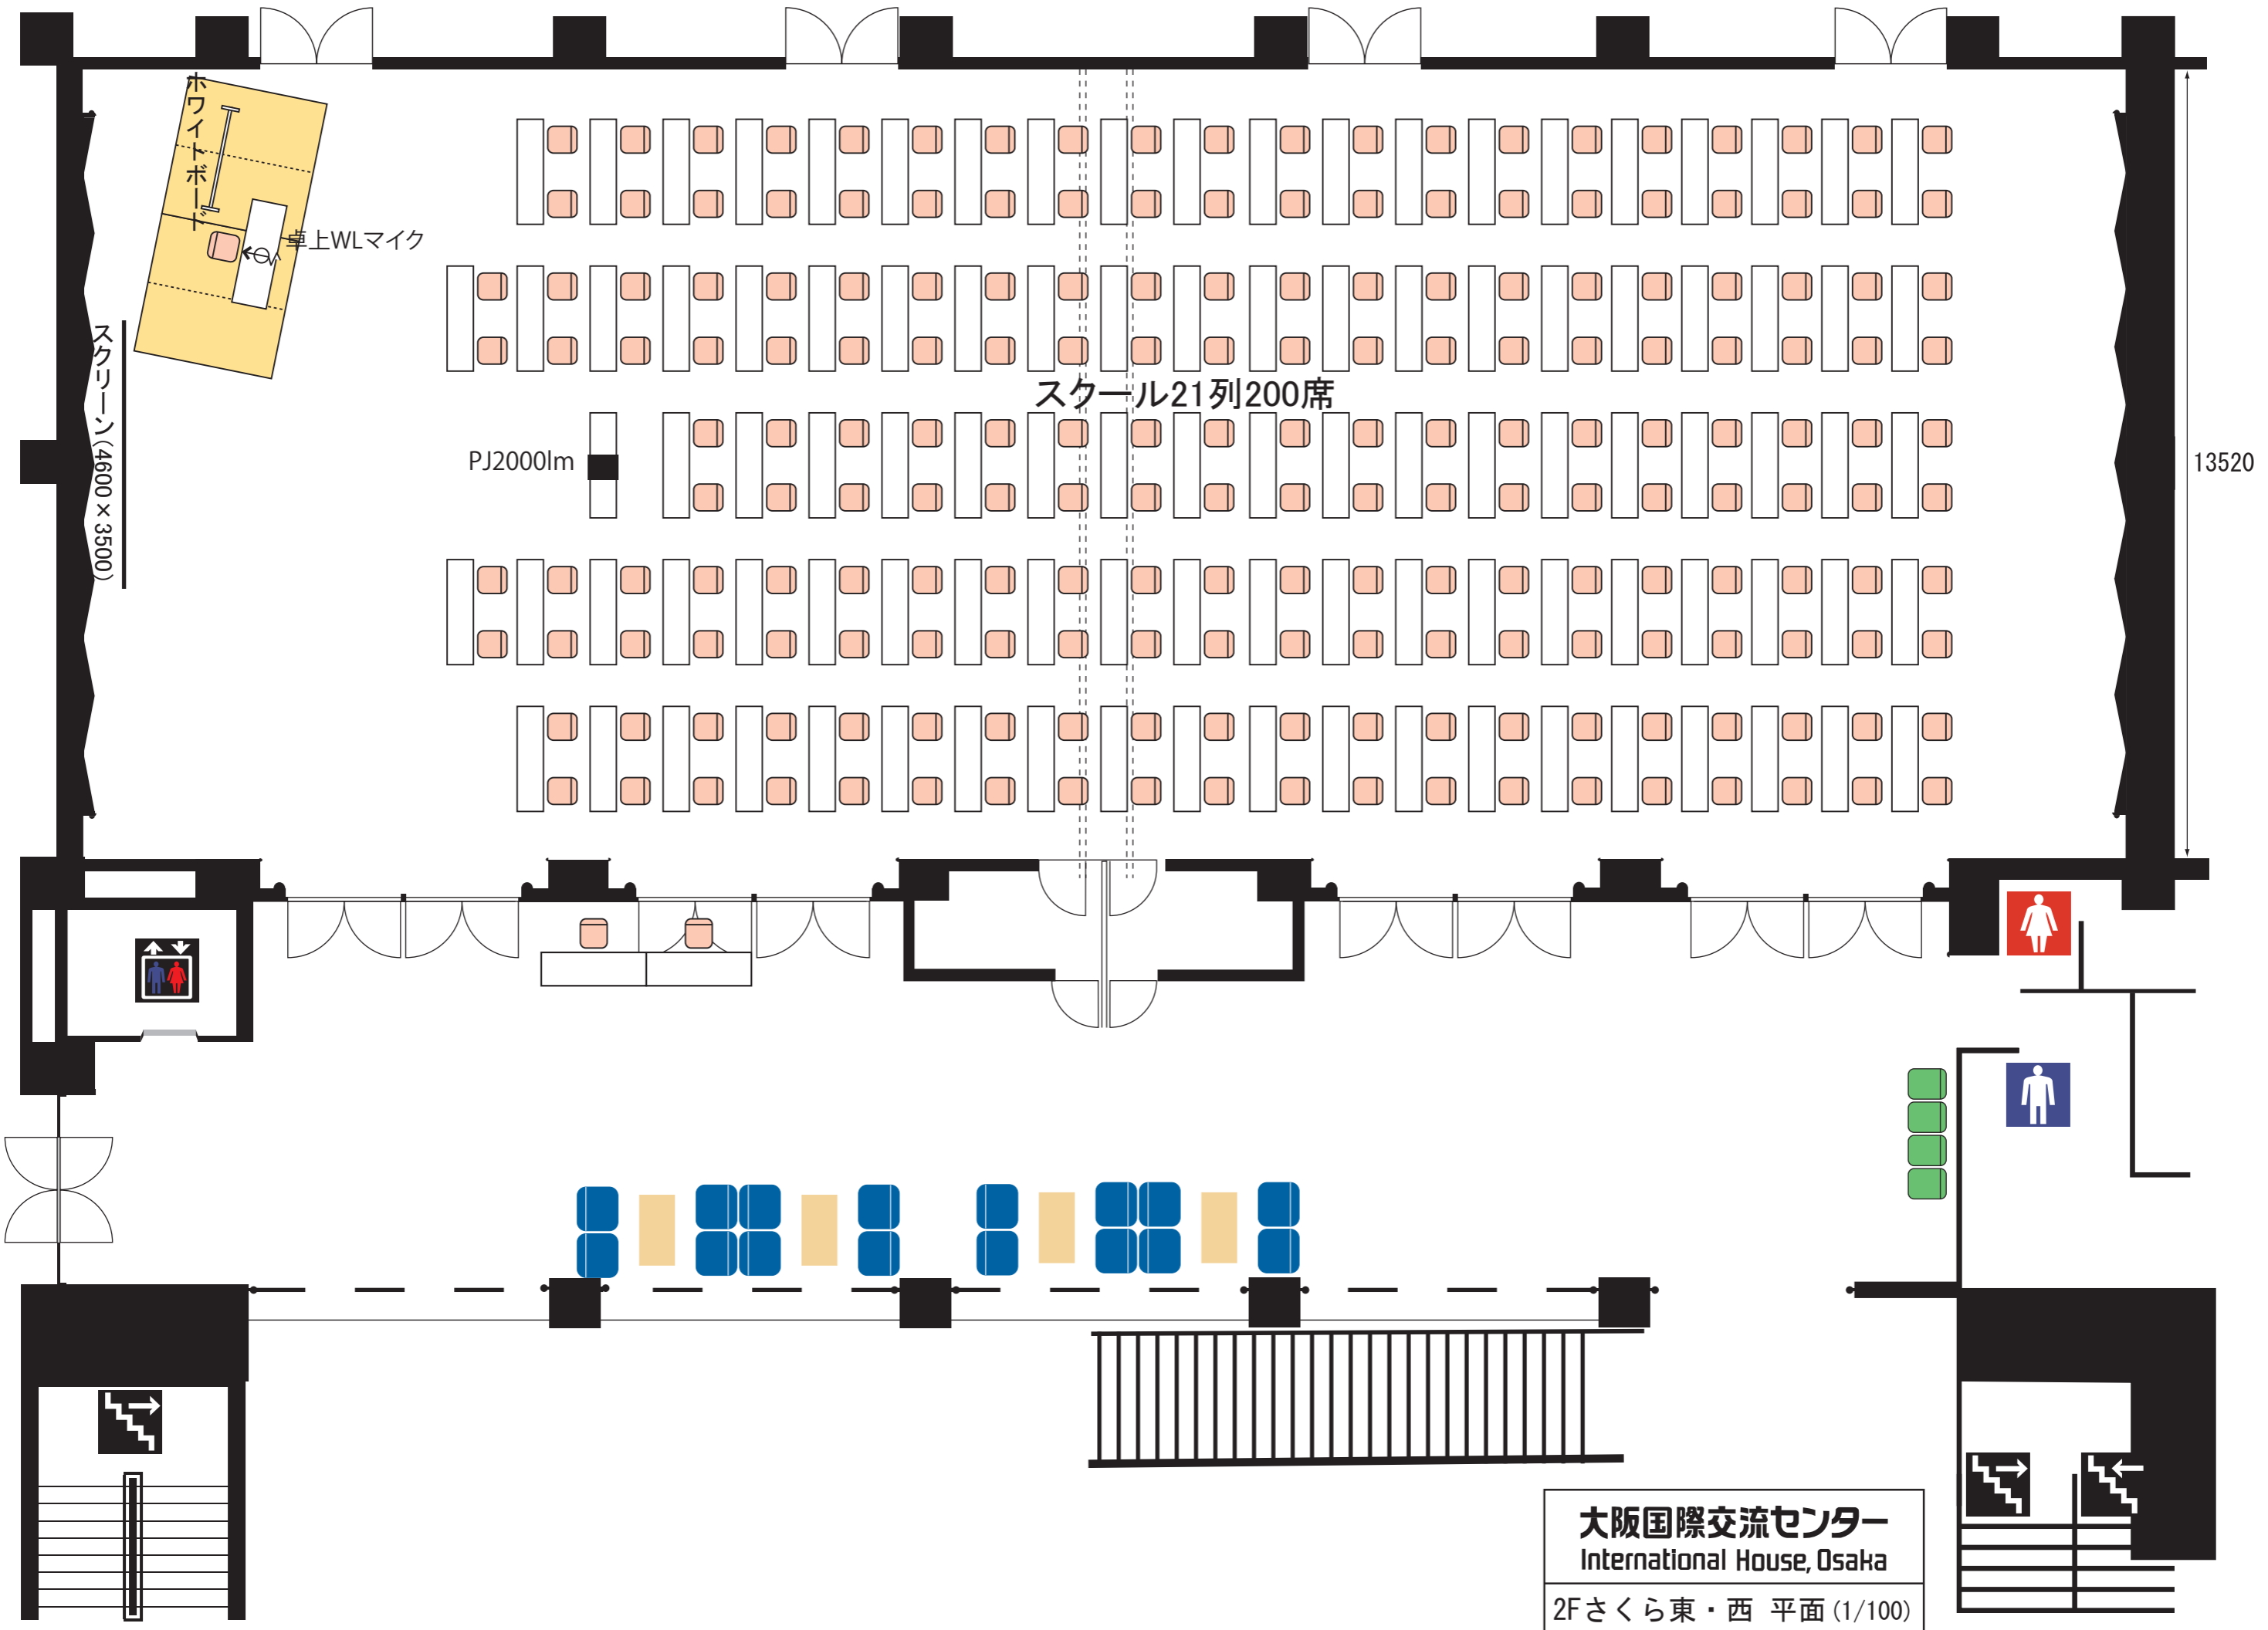 ホワイトボード
卓上WLマイク
スクリーン(4600×3500)
スクール21列200席
PJ2000lm
13520
大阪国際交流センター
International House, Osaka
2Fさくら東・西 平面(1/100)